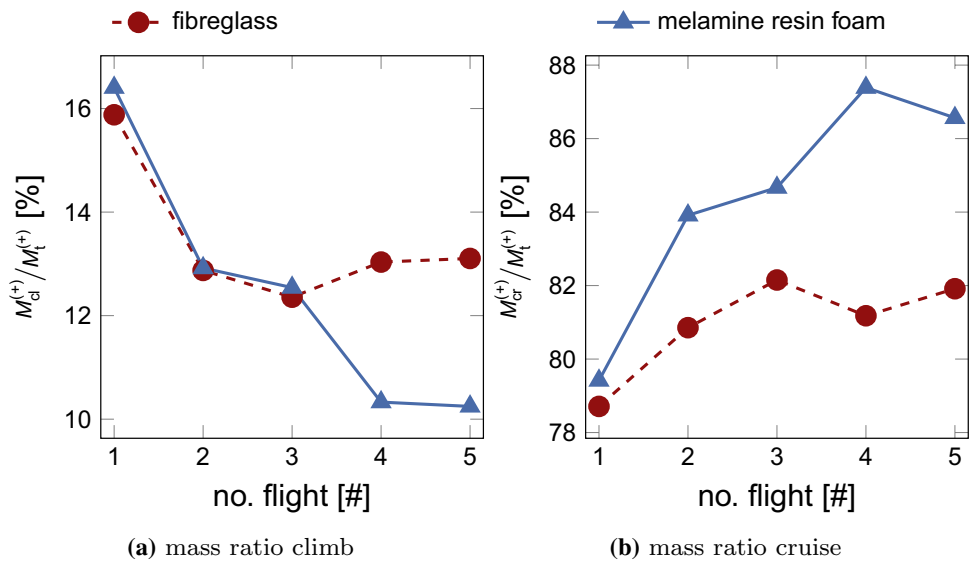 fibreglass
melamine resin foam
16
14
12
10
M_cl^(+)/M_t^(+) [%]
1 2 3 4 5
no. flight [#]
(a) mass ratio climb
88
86
84
82
80
78
M_cr^(+)/M_t^(+) [%]
1 2 3 4 5
no. flight [#]
(b) mass ratio cruise